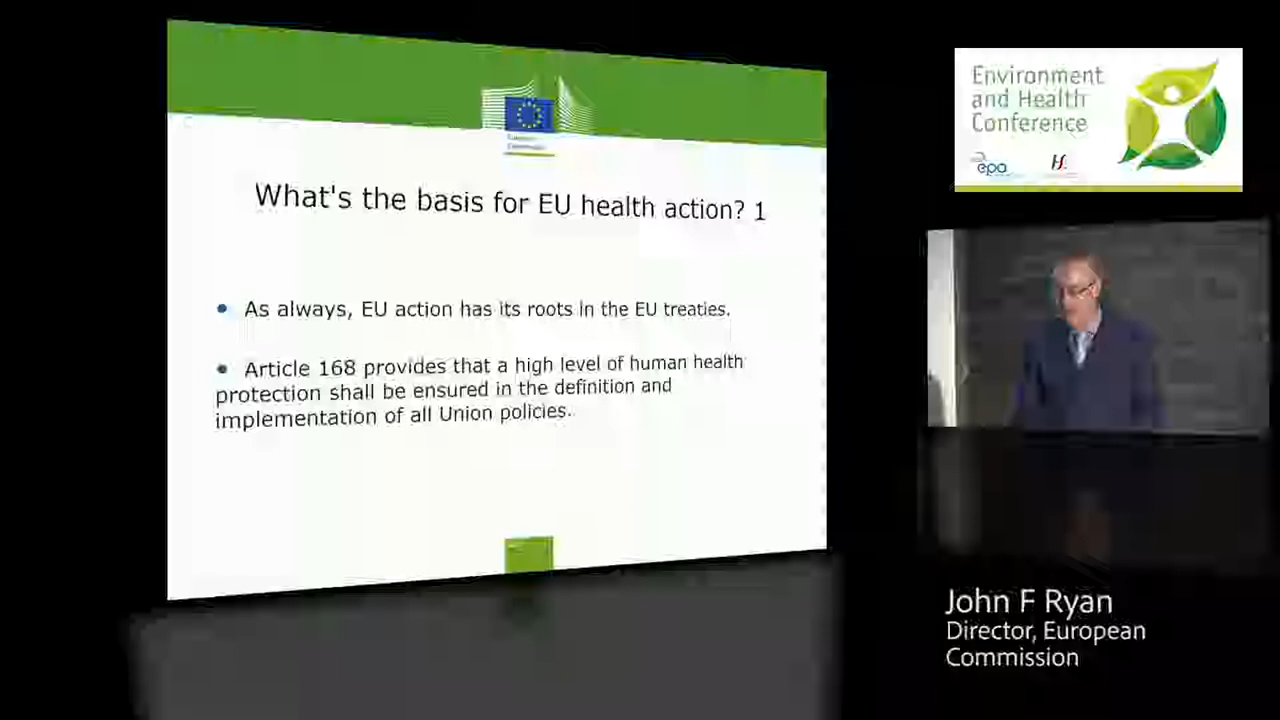 European
Commission
What's the basis for EU health action? 1
• As always, EU action has its roots in the EU treaties.
• Article 168 provides that a high level of human health
protection shall be ensured in the definition and
implementation of all Union policies.
Environment
and Health
Conference
epa
John F Ryan
Director, European
Commission